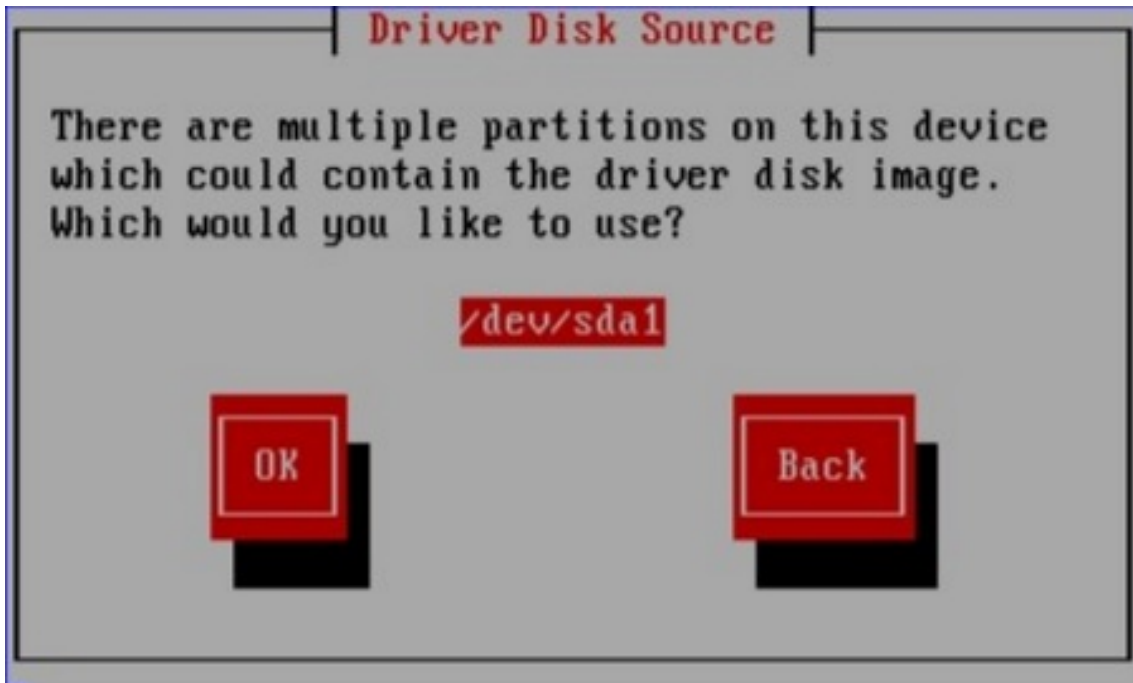 Driver Disk Source
There are multiple partitions on this device
which could contain the driver disk image.
Which would you like to use?
/dev/sda1
OK Back